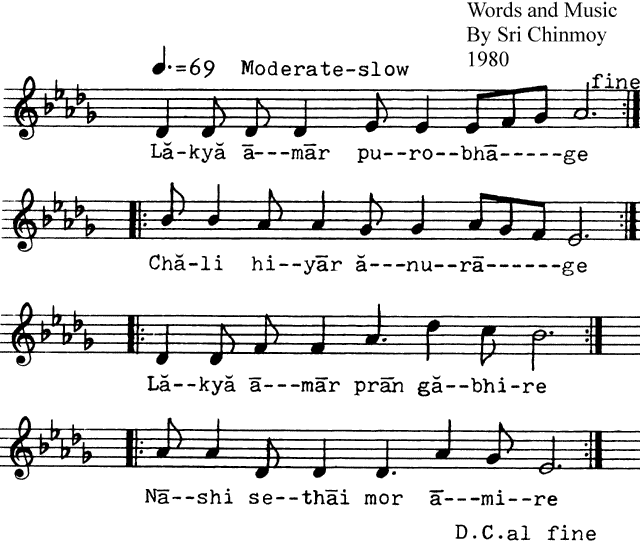 Words and Music
By Sri Chinmoy
1980
♩.=69 Moderate-slow
fine
Lă-kyă ā---mār pu--ro--bhā-----ge
Chă-li hi--yār ă---nu--rā------ge
Lă--kyă ā---mār prān gă--bhi-re
Nā--shi se--thāi mor ā---mi--re
D.C.al fine